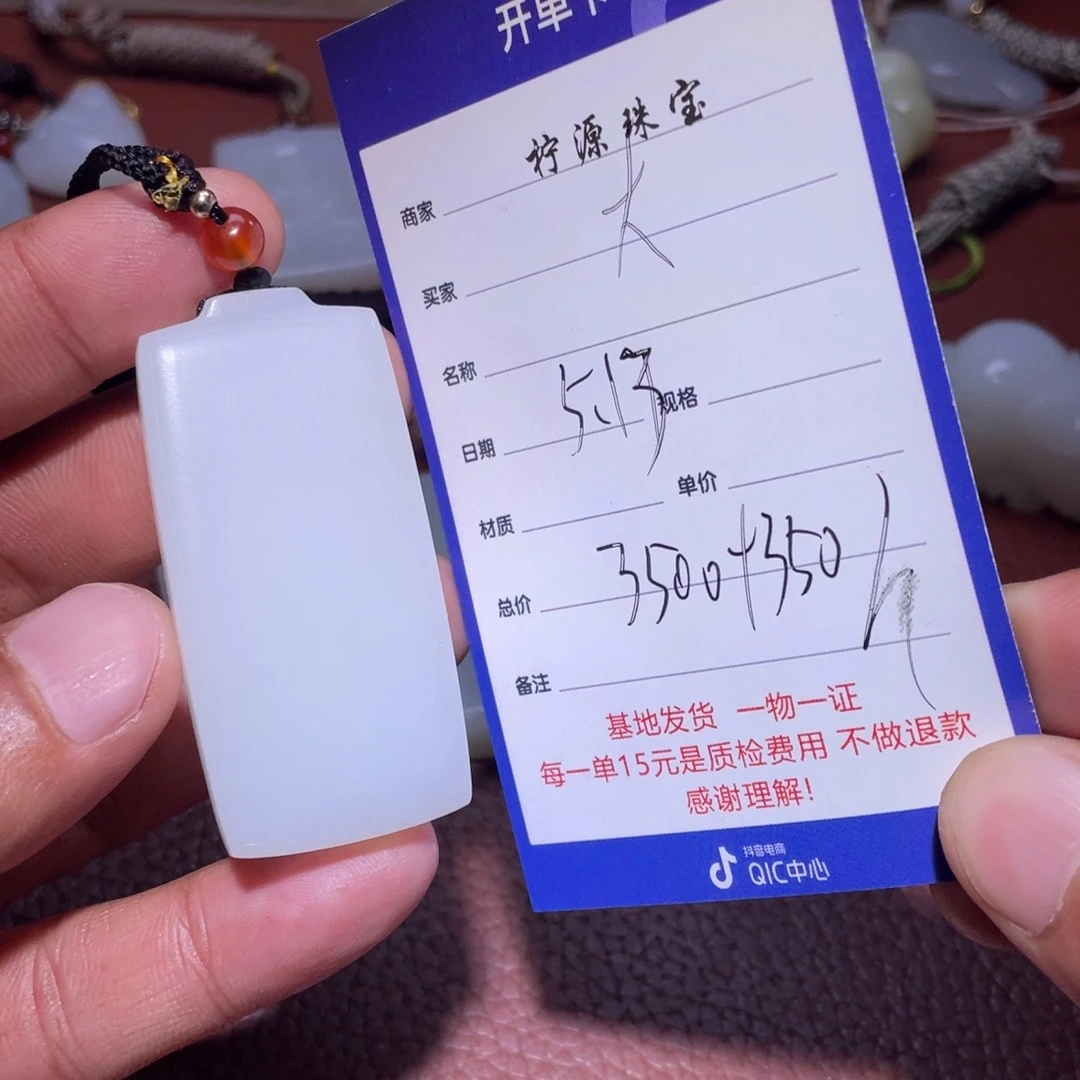 开单
商家 柠源珠宝
买家
名称
日期 5.13 规格
材质 单价
总价 3500+350
备注
基地发货 一物一证
每一单15元是质检费用 不做退款
感谢理解!
抖音电商
QIC中心